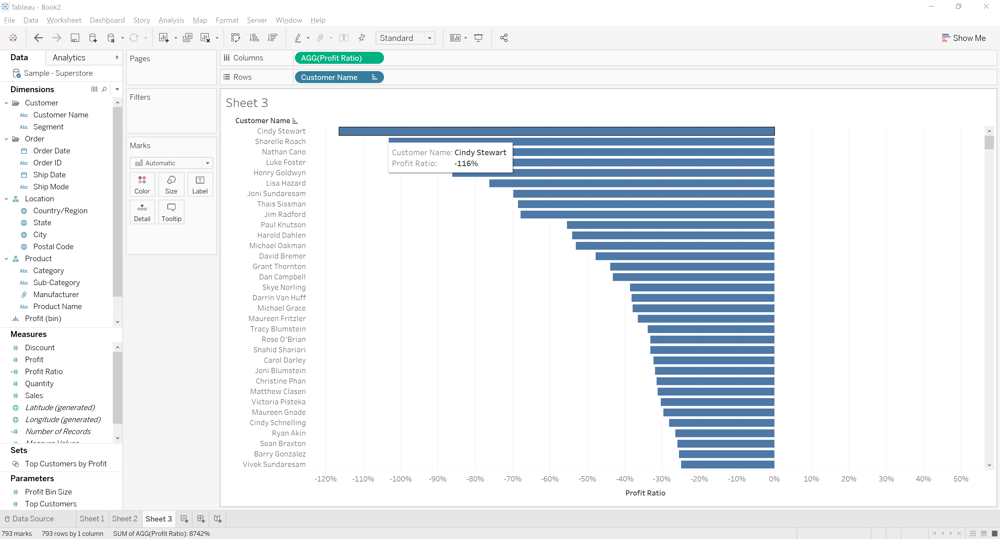 Tableau - Book2
File Data Worksheet Dashboard Story Analysis Map Format Server Window Help
Standard
Show Me
Data
Analytics
Sample - Superstore
Dimensions
Customer
Abc Customer Name
Abc Segment
Order
Order Date
Abc Order ID
Ship Date
Abc Ship Mode
Location
Country/Region
State
City
Postal Code
Product
Abc Category
Abc Sub-Category
Manufacturer
Abc Product Name
Profit (bin)
Measures
# Discount
# Profit
=# Profit Ratio
# Quantity
# Sales
Latitude (generated)
Longitude (generated)
=# Number of Records
# Measure Values
Sets
Top Customers by Profit
Parameters
# Profit Bin Size
# Top Customers
Pages
Filters
Marks
Automatic
Color
Size
T
Label
Detail
Tooltip
Columns
AGG(Profit Ratio)
Rows
Customer Name
Sheet 3
Customer Name
Cindy Stewart
Sharelle Roach
Nathan Cano
Luke Foster
Henry Goldwyn
Lisa Hazard
Joni Sundaresam
Thais Sissman
Jim Radford
Paul Knutson
Harold Dahlen
Michael Oakman
David Bremer
Grant Thornton
Dan Campbell
Skye Norling
Darrin Van Huff
Michael Grace
Maureen Fritzler
Tracy Blumstein
Rose O'Brian
Shahid Shariari
Carol Darley
Joni Blumstein
Christine Phan
Matthew Clasen
Victoria Pisteka
Maureen Gnade
Cindy Schnelling
Ryan Akin
Sean Braxton
Barry Gonzalez
Vivek Sundaresam
Customer Name: Cindy Stewart
Profit Ratio: -116%
-120% -110% -100% -90% -80% -70% -60% -50% -40% -30% -20% -10% 0% 10% 20% 30% 40% 50%
Profit Ratio
Data Source
Sheet 1
Sheet 2
Sheet 3
793 marks
793 rows by 1 column
SUM of AGG(Profit Ratio): 8742%